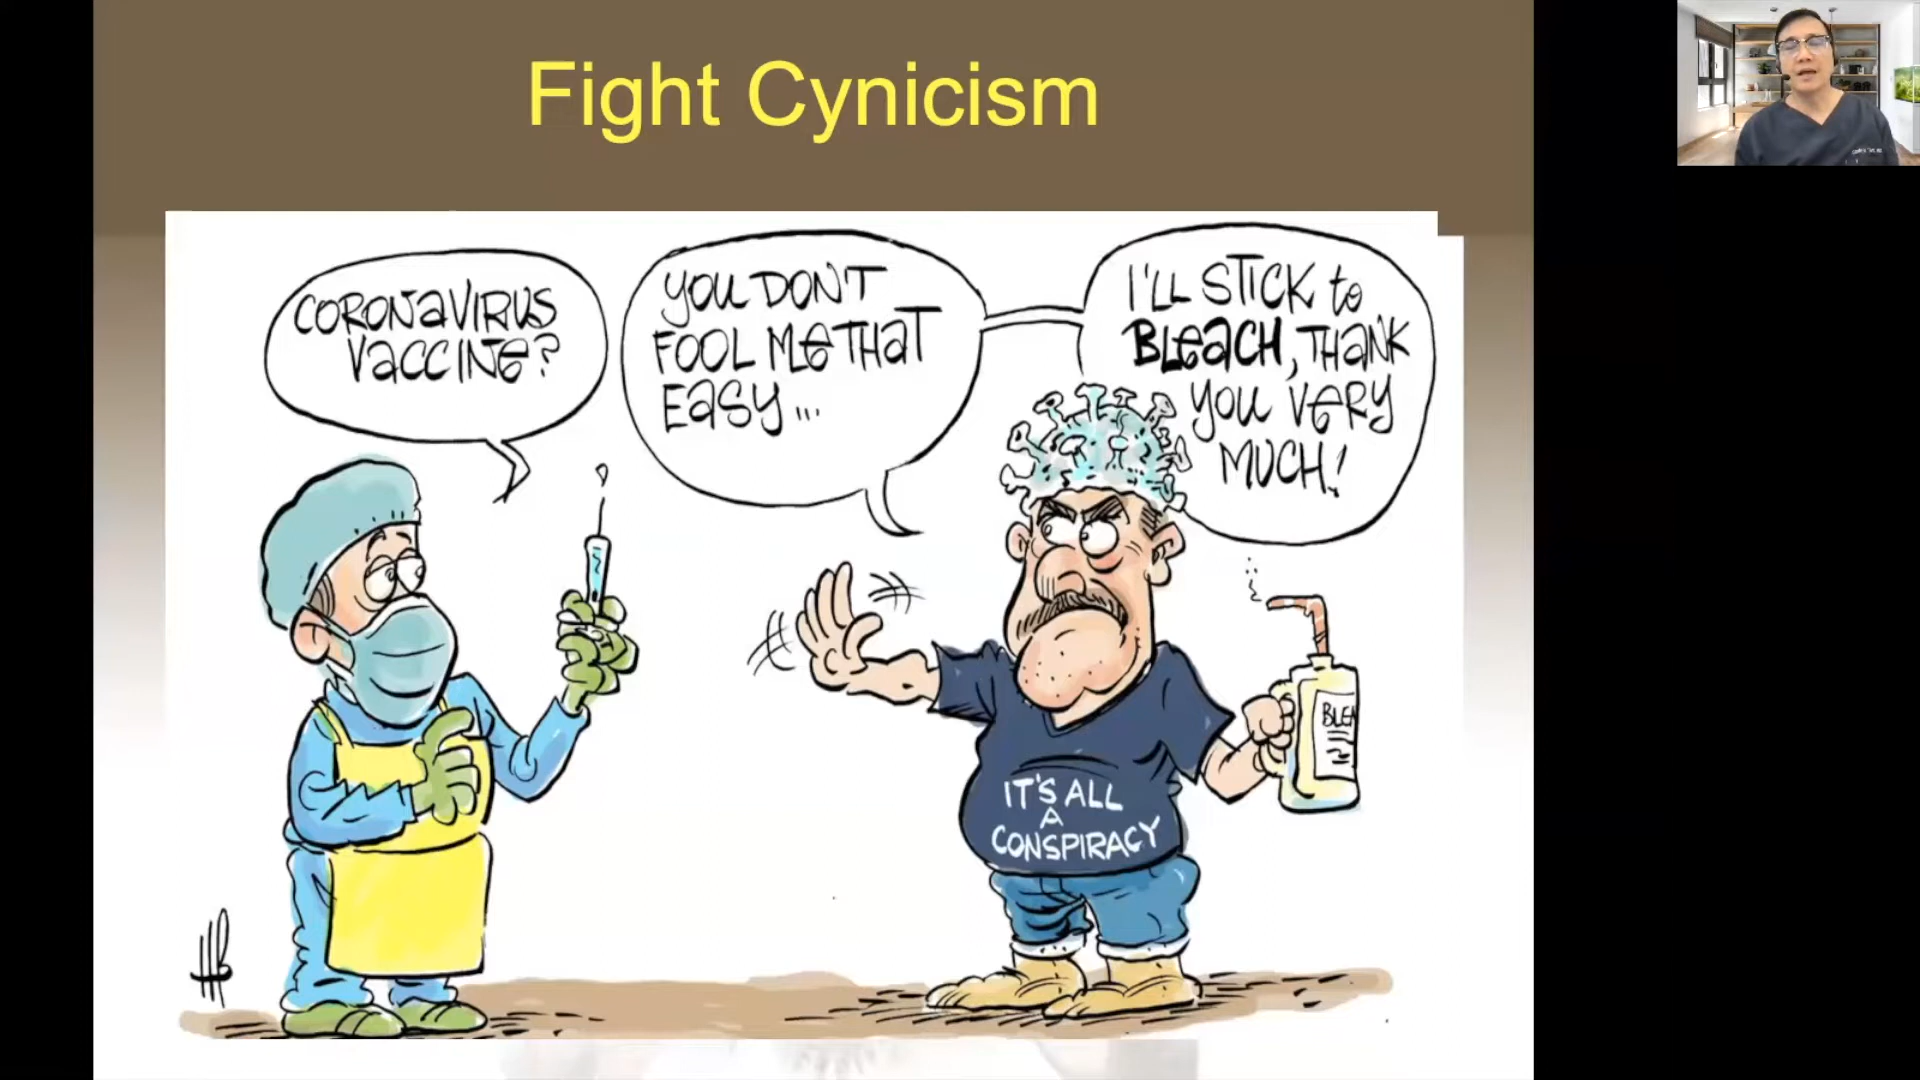 Fight Cynicism
CORONAVIRUS
VACCINE?
YOU DON'T
FOOL ME THAT
EASY...
I'LL STICK to
BLEACH, THANK
YOU VERY
MUCH!
BLEA
IT'S ALL
A
CONSPIRACY